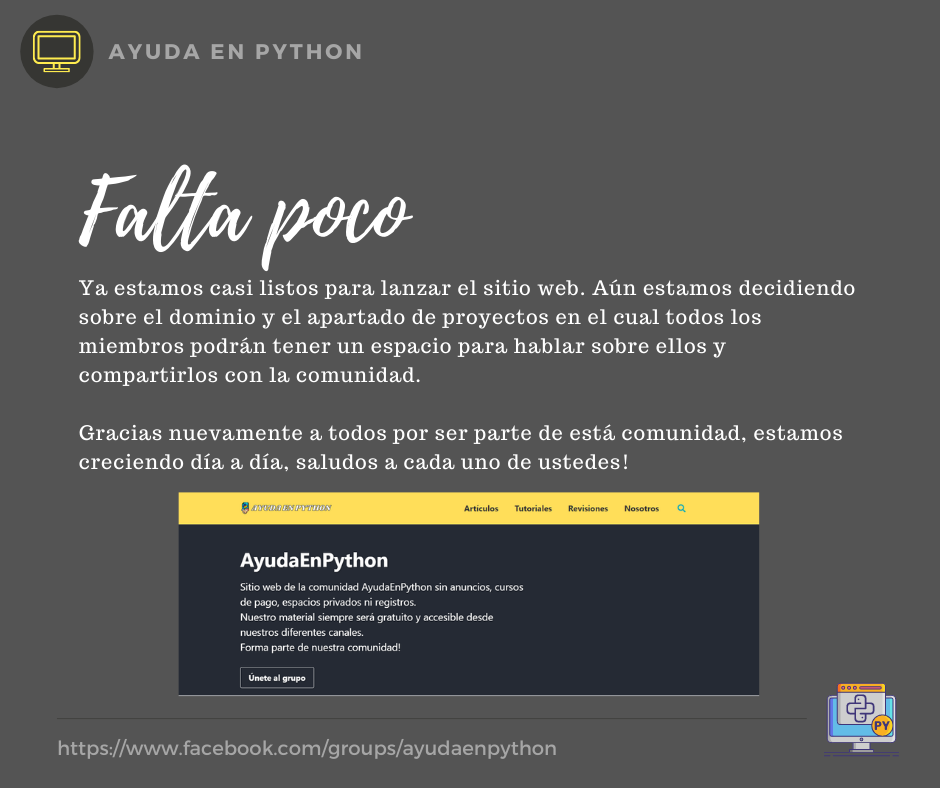 AYUDA EN PYTHON
Falta poco
Ya estamos casi listos para lanzar el sitio web. Aún estamos decidiendo
sobre el dominio y el apartado de proyectos en el cual todos los
miembros podrán tener un espacio para hablar sobre ellos y
compartirlos con la comunidad.
Gracias nuevamente a todos por ser parte de está comunidad, estamos
creciendo día a día, saludos a cada uno de ustedes!
AYUDA EN PYTHON Artículos Tutoriales Revisiones Nosotros
AyudaEnPython
Sitio web de la comunidad AyudaEnPython sin anuncios, cursos
de pago, espacios privados ni registros.
Nuestro material siempre será gratuito y accesible desde
nuestros diferentes canales.
Forma parte de nuestra comunidad!
Únete al grupo
PY
https://www.facebook.com/groups/ayudaenpython